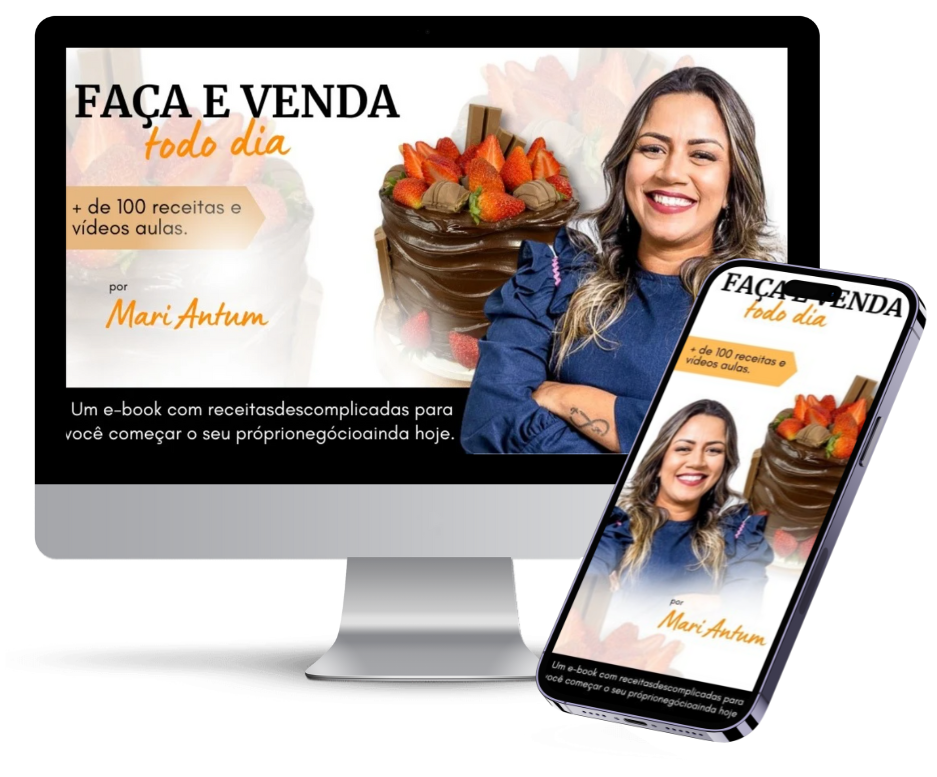 FAÇA E VENDA
todo dia
+ de 100 receitas e
vídeos aulas.
por
Mari Antum
Um e-book com receitasdescomplicadas para
você começar o seu próprionegócioainda hoje.
FAÇA E VENDA
todo dia
+ de 100 receitas e
vídeos aulas.
por
Mari Antum
Um e-book com receitasdescomplicadas para
você começar o seu próprionegócioainda hoje